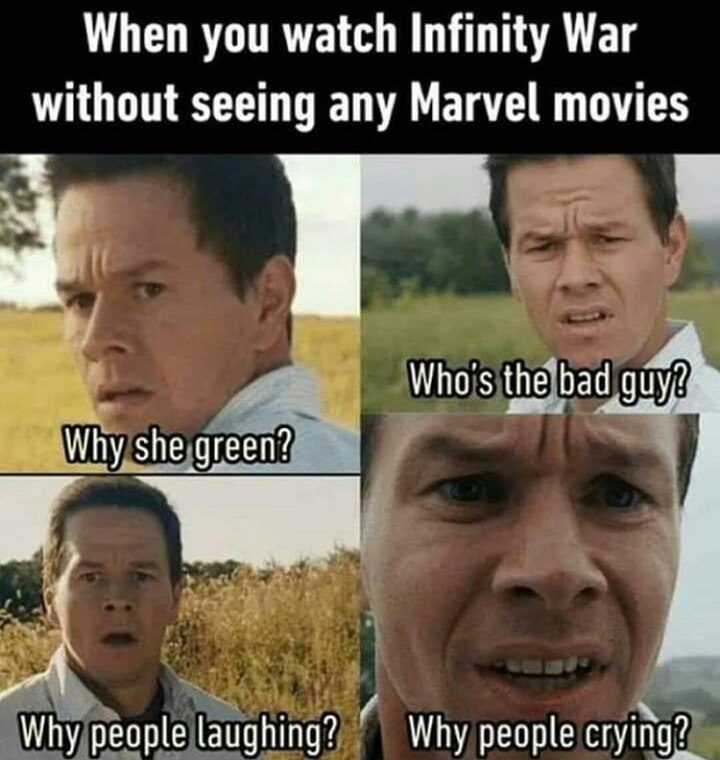 When you watch Infinity War
without seeing any Marvel movies
Why she green?
Who's the bad guy?
Why people laughing?
Why people crying?